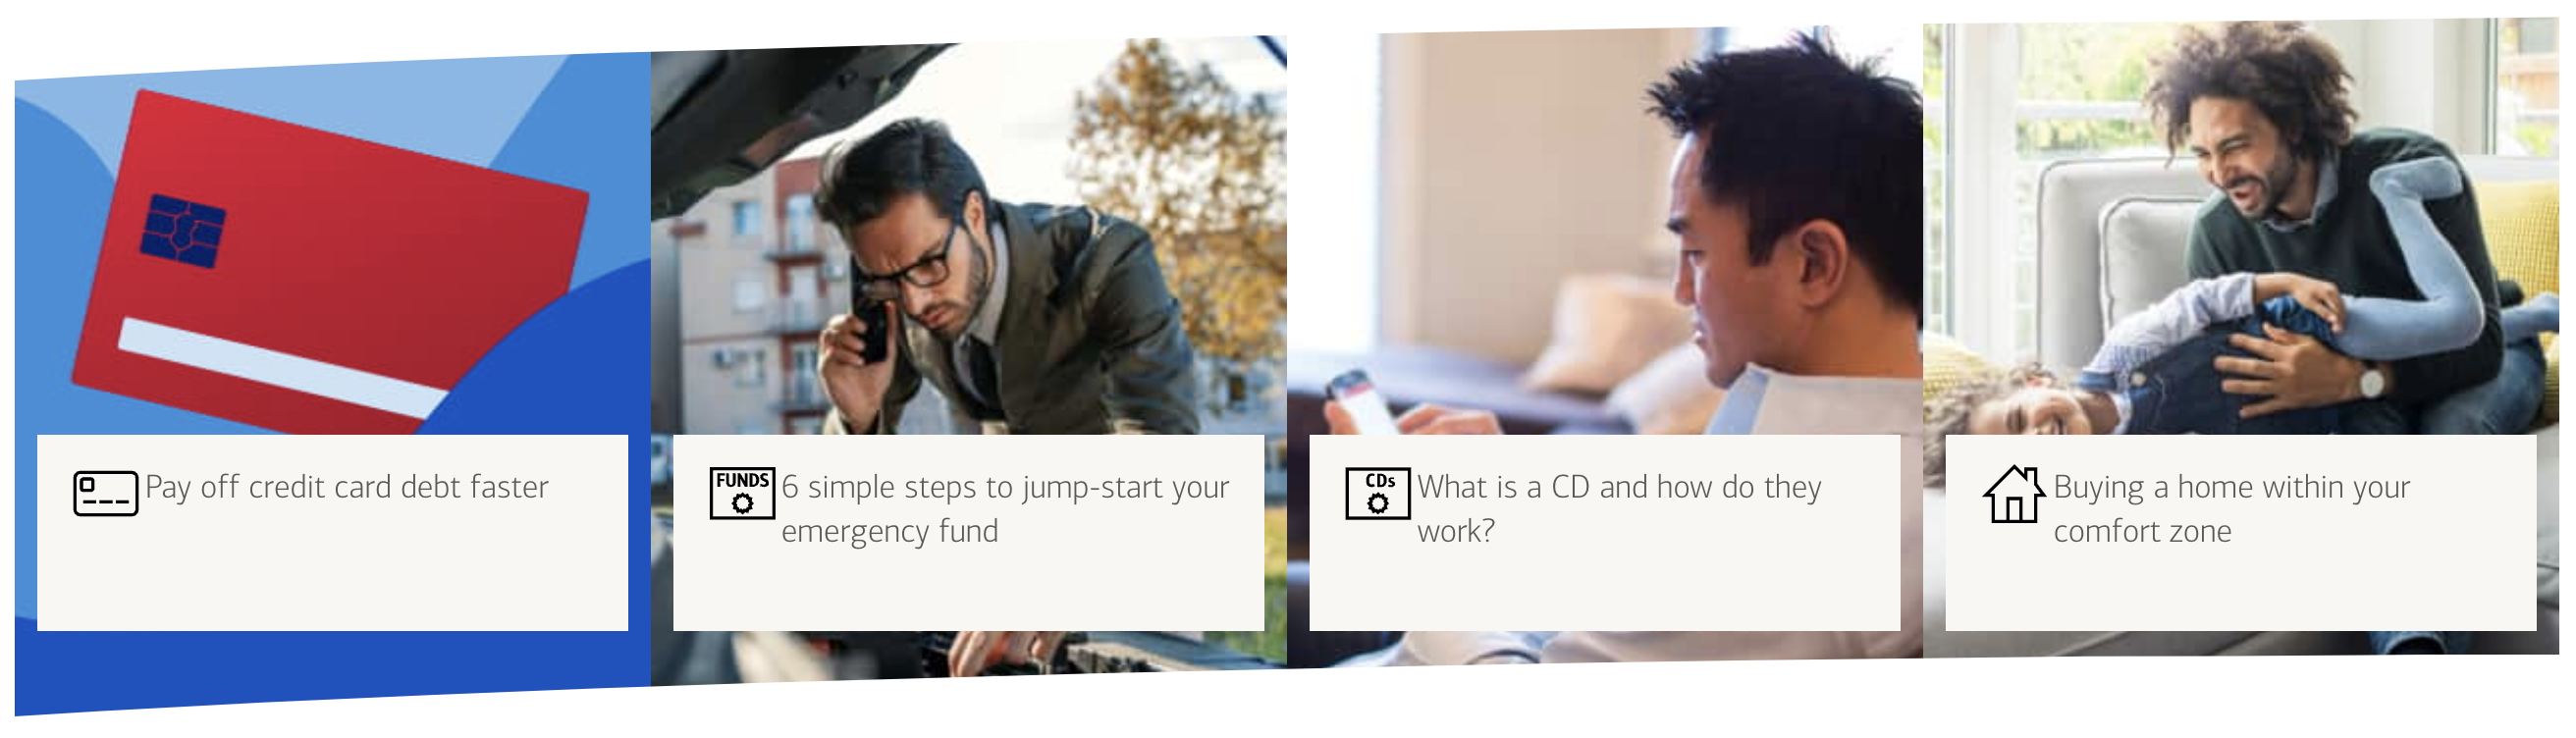 Pay off credit card debt faster
FUNDS
6 simple steps to jump-start your
emergency fund
CDs
What is a CD and how do they
work?
Buying a home within your
comfort zone